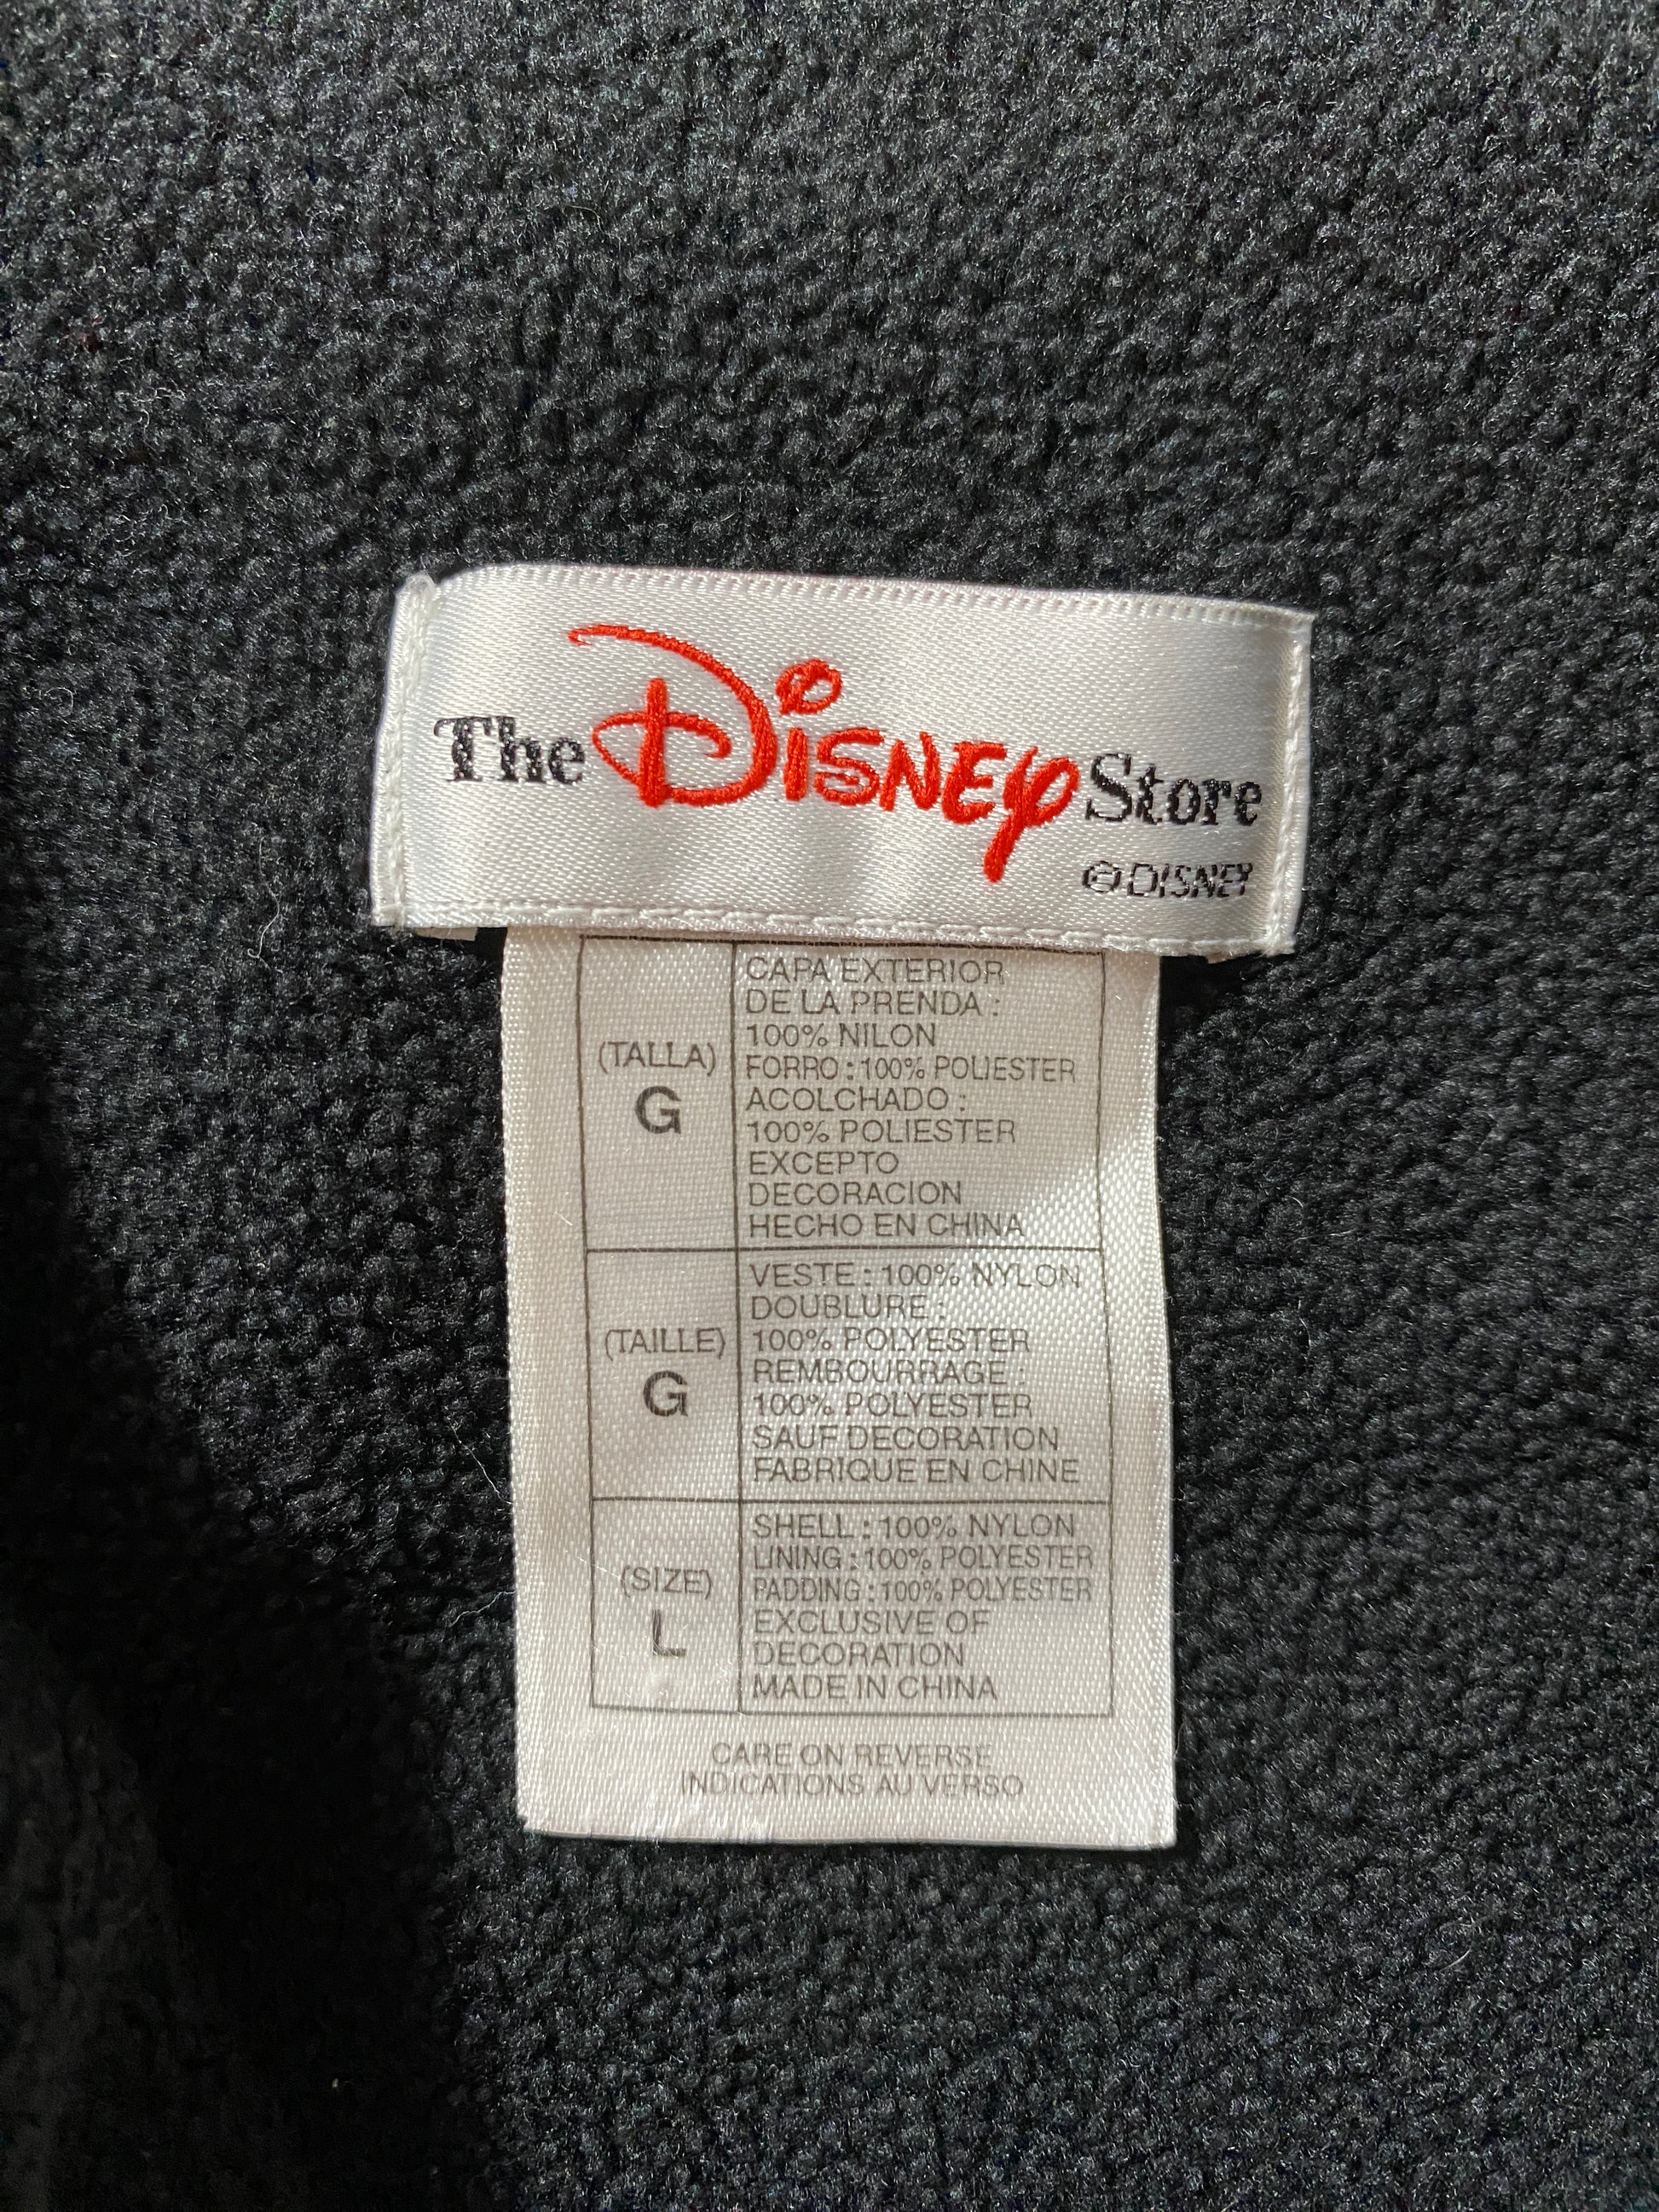 The Disney Store
© DISNEY
(TALLA)
G
CAPA EXTERIOR
DE LA PRENDA :
100% NILON
FORRO : 100% POLIESTER
ACOLCHADO :
100% POLIESTER
EXCEPTO
DECORACION
HECHO EN CHINA
(TAILLE)
G
VESTE : 100% NYLON
DOUBLURE :
100% POLYESTER
REMBOURRAGE :
100% POLYESTER
SAUF DECORATION
FABRIQUE EN CHINE
(SIZE)
L
SHELL : 100% NYLON
LINING : 100% POLYESTER
PADDING : 100% POLYESTER
EXCLUSIVE OF
DECORATION
MADE IN CHINA
CARE ON REVERSE
INDICATIONS AU VERSO